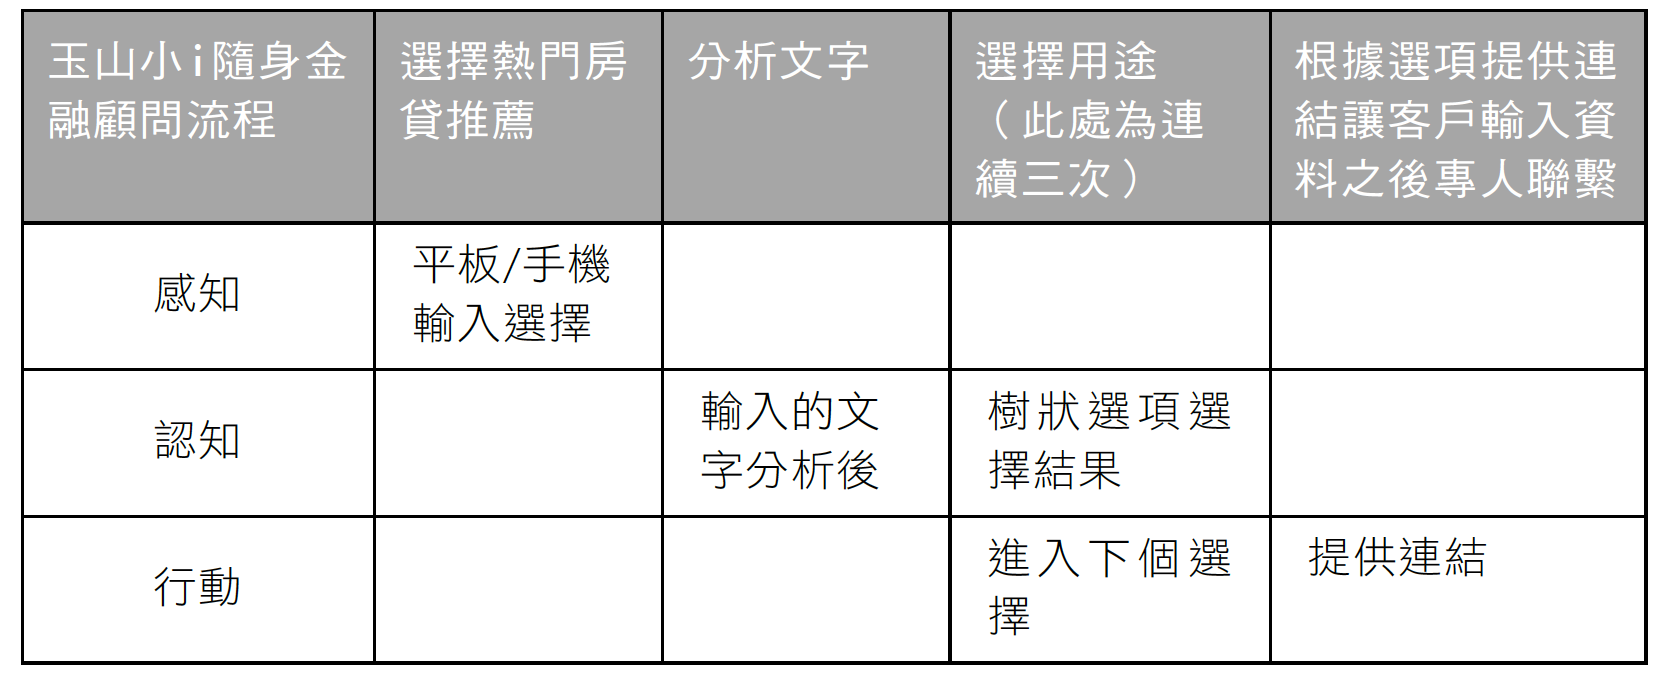 玉山小i隨身金
融顧問流程
選擇熱門房
貸推薦
分析文字
選擇用途
（此處為連
續三次）
根據選項提供連
結讓客戶輸入資
料之後專人聯繫
感知
平板/手機
輸入選擇
認知
輸入的文
字分析後
樹狀選項選
擇結果
行動
進入下個選
擇
提供連結